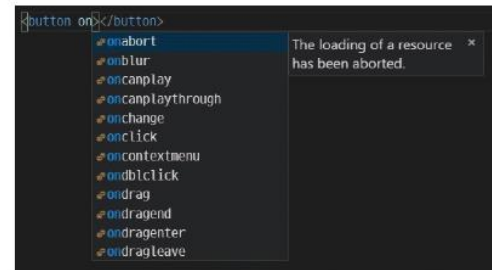 <button on></button>
onabort
The loading of a resource ×
has been aborted.
onblur
oncanplay
oncanplaythrough
onchange
onclick
oncontextmenu
ondblclick
ondrag
ondragend
ondragenter
ondragleave